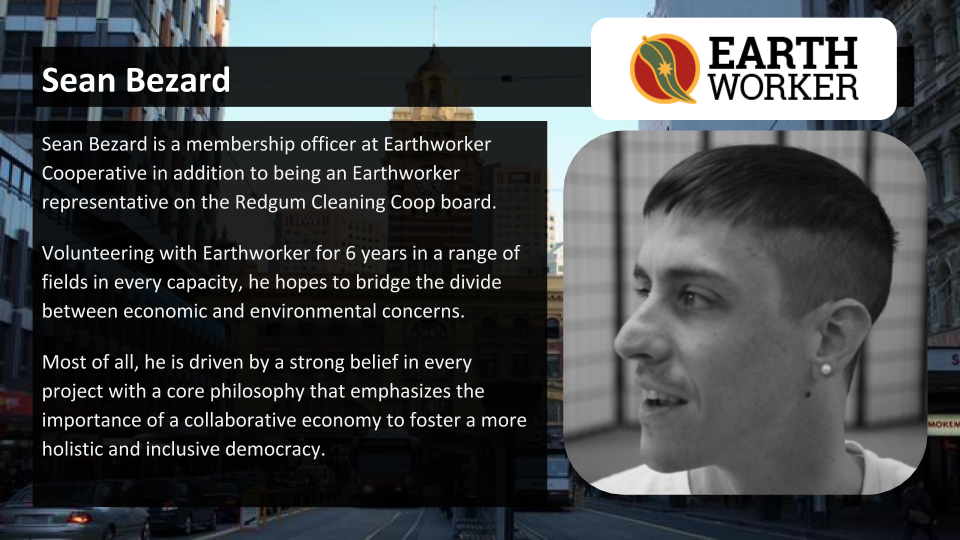 Sean Bezard
EARTH
WORKER
Sean Bezard is a membership officer at Earthworker
Cooperative in addition to being an Earthworker
representative on the Redgum Cleaning Coop board.
Volunteering with Earthworker for 6 years in a range of
fields in every capacity, he hopes to bridge the divide
between economic and environmental concerns.
Most of all, he is driven by a strong belief in every
project with a core philosophy that emphasizes the
importance of a collaborative economy to foster a more
holistic and inclusive democracy.